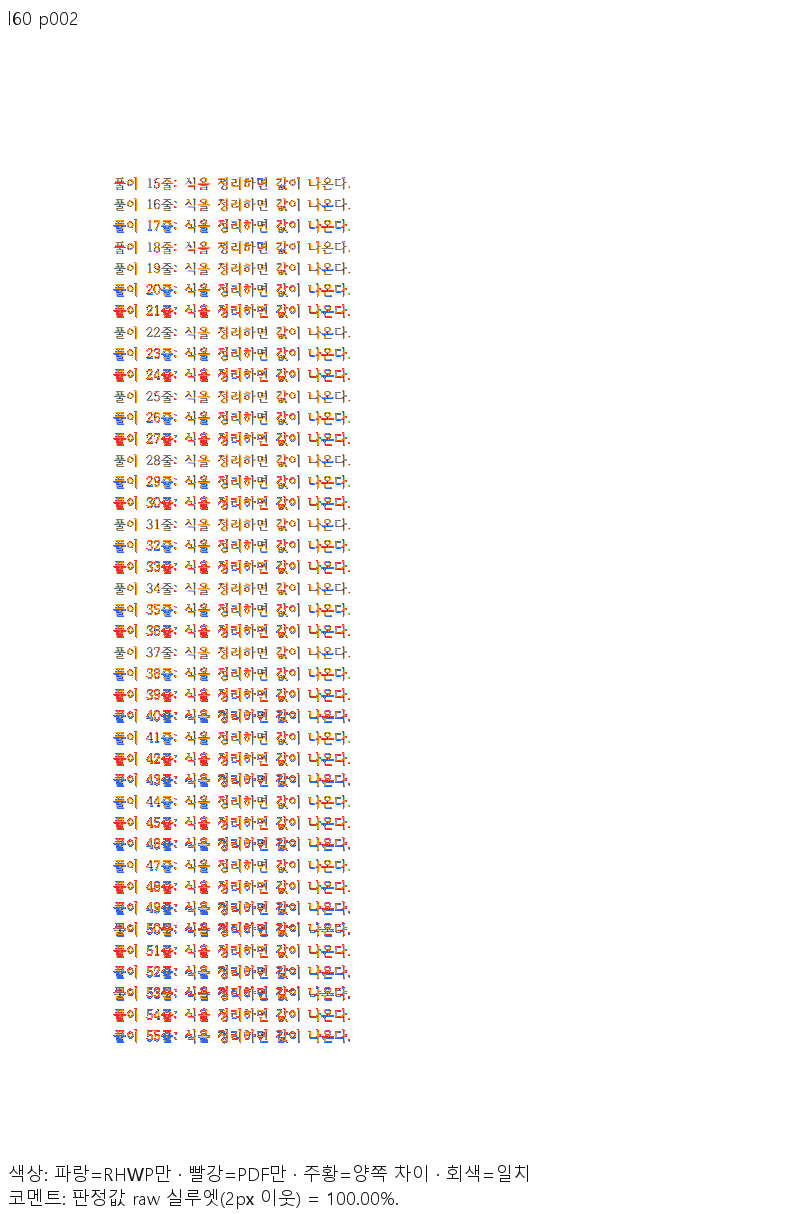 l60 p002
풀이 15줄: 식을 정리하면 값이 나온다.
풀이 16줄: 식을 정리하면 값이 나온다.
풀이 17줄: 식을 정리하면 값이 나온다.
풀이 18줄: 식을 정리하면 값이 나온다.
풀이 19줄: 식을 정리하면 값이 나온다.
풀이 20줄: 식을 정리하면 값이 나온다.
풀이 21줄: 식을 정리하면 값이 나온다.
풀이 22줄: 식을 정리하면 값이 나온다.
풀이 23줄: 식을 정리하면 값이 나온다.
풀이 24줄: 식을 정리하면 값이 나온다.
풀이 25줄: 식을 정리하면 값이 나온다.
풀이 26줄: 식을 정리하면 값이 나온다.
풀이 27줄: 식을 정리하면 값이 나온다.
풀이 28줄: 식을 정리하면 값이 나온다.
풀이 29줄: 식을 정리하면 값이 나온다.
풀이 30줄: 식을 정리하면 값이 나온다.
풀이 31줄: 식을 정리하면 값이 나온다.
풀이 32줄: 식을 정리하면 값이 나온다.
풀이 33줄: 식을 정리하면 값이 나온다.
풀이 34줄: 식을 정리하면 값이 나온다.
풀이 35줄: 식을 정리하면 값이 나온다.
풀이 36줄: 식을 정리하면 값이 나온다.
풀이 37줄: 식을 정리하면 값이 나온다.
풀이 38줄: 식을 정리하면 값이 나온다.
풀이 39줄: 식을 정리하면 값이 나온다.
풀이 40줄: 식을 정리하면 값이 나온다.
풀이 41줄: 식을 정리하면 값이 나온다.
풀이 42줄: 식을 정리하면 값이 나온다.
풀이 43줄: 식을 정리하면 값이 나온다.
풀이 44줄: 식을 정리하면 값이 나온다.
풀이 45줄: 식을 정리하면 값이 나온다.
풀이 46줄: 식을 정리하면 값이 나온다.
풀이 47줄: 식을 정리하면 값이 나온다.
풀이 48줄: 식을 정리하면 값이 나온다.
풀이 49줄: 식을 정리하면 값이 나온다.
풀이 50줄: 식을 정리하면 값이 나온다.
풀이 51줄: 식을 정리하면 값이 나온다.
풀이 52줄: 식을 정리하면 값이 나온다.
풀이 53줄: 식을 정리하면 값이 나온다.
풀이 54줄: 식을 정리하면 값이 나온다.
풀이 55줄: 식을 정리하면 값이 나온다.
색상: 파랑=RHWP만 · 빨강=PDF만 · 주황=양쪽 차이 · 회색=일치
코멘트: 판정값 raw 실루엣(2px 이웃) = 100.00%.